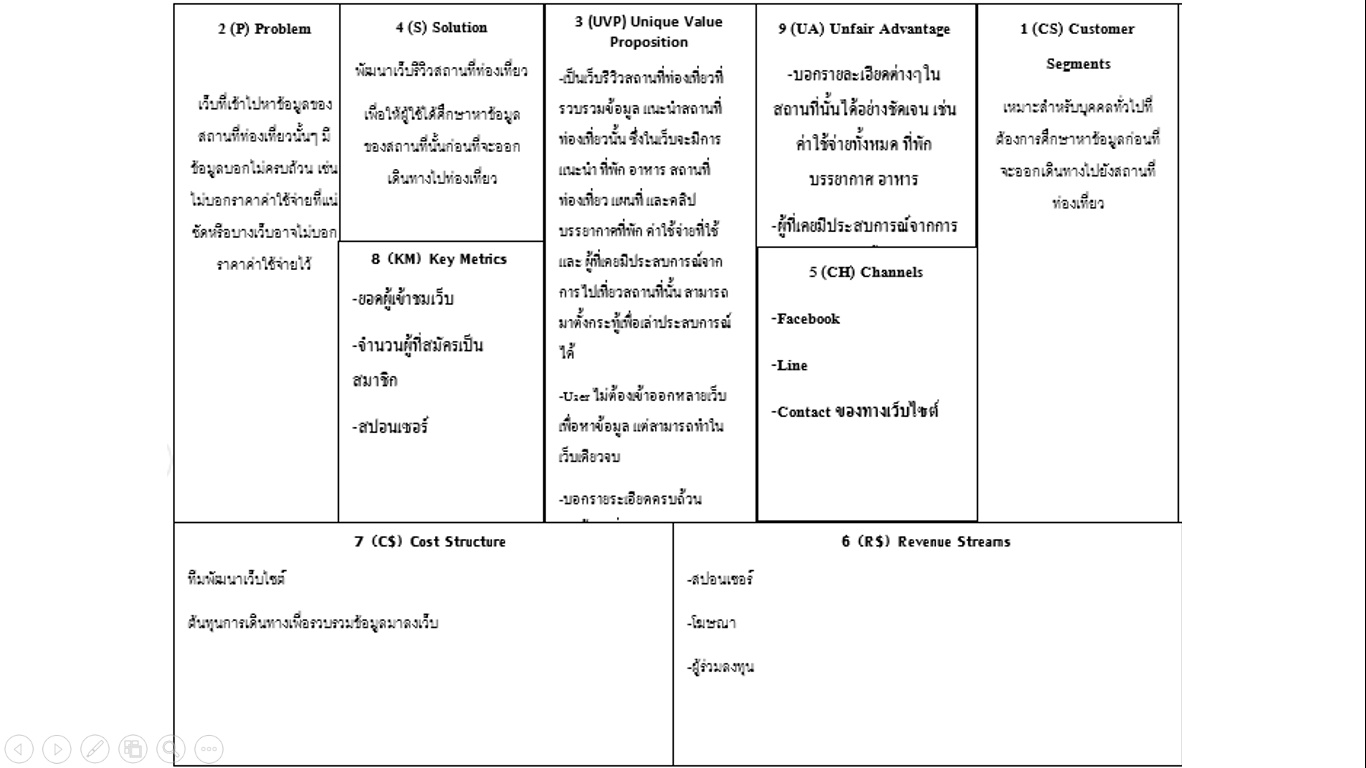 2 (P) Problem
เว็บที่เข้าไปหาข้อมูลของ
สถานที่ท่องเที่ยวนั้นๆ มี
ข้อมูลบอกไม่ครบถ้วน เช่น
ไม่บอกราคาค่าใช้จ่ายที่แน่
ชัดหรือบางเว็บอาจไม่บอก
ราคาค่าใช้จ่ายไว้
4 (S) Solution
พัฒนาเว็บรีวิวสถานที่ท่องเที่ยว
เพื่อให้ผู้ใช้ได้ศึกษาหาข้อมูล
ของสถานที่นั้นก่อนที่จะออก
เดินทางไปท่องเที่ยว
8 (KM) Key Metrics
-ยอดผู้เข้าชมเว็บ
-จำนวนผู้ที่สมัครเป็น
สมาชิก
-สปอนเซอร์
3 (UVP) Unique Value
Proposition
-เป็นเว็บรีวิวสถานที่ท่องเที่ยวที่
รวบรวมข้อมูล แนะนำสถานที่
ท่องเที่ยวนั้น ซึ่งในเว็บจะมีการ
แนะนำ ที่พัก อาหาร สถานที่
ท่องเที่ยว แผนที่ และคลิป
บรรยากาศที่พัก ค่าใช้จ่ายที่ใช้
และ ผู้ที่เคยมีประสบการณ์จาก
การ ไปเที่ยวสถานที่นั้น สามารถ
มาตั้งกระทู้เพื่อเล่าประสบการณ์
ได้
-User ไม่ต้องเข้าออกหลายเว็บ
เพื่อหาข้อมูล แต่สามารถทำใน
เว็บเดียวจบ
-บอกรายระเอียดครบถ้วน
9 (UA) Unfair Advantage
-บอกรายละเอียดต่างๆ ใน
สถานที่นั้นได้อย่างชัดเจน เช่น
ค่าใช้จ่ายทั้งหมด ที่พัก
บรรยากาศ อาหาร
-ผู้ที่เคยมีประสบการณ์จากการ
5 (CH) Channels
-Facebook
-Line
-Contact ของทางเว็บไซต์
1 (CS) Customer
Segments
เหมาะสำหรับบุคคลทั่วไปที่
ต้องการศึกษาหาข้อมูลก่อนที่
จะออกเดินทางไปยังสถานที่
ท่องเที่ยว
7 (C$) Cost Structure
ทีมพัฒนาเว็บไซต์
ต้นทุนการเดินทางเพื่อรวบรวมข้อมูลมาลงเว็บ
6 (R$) Revenue Streams
-สปอนเซอร์
-โฆษณา
-ผู้ร่วมลงทุน